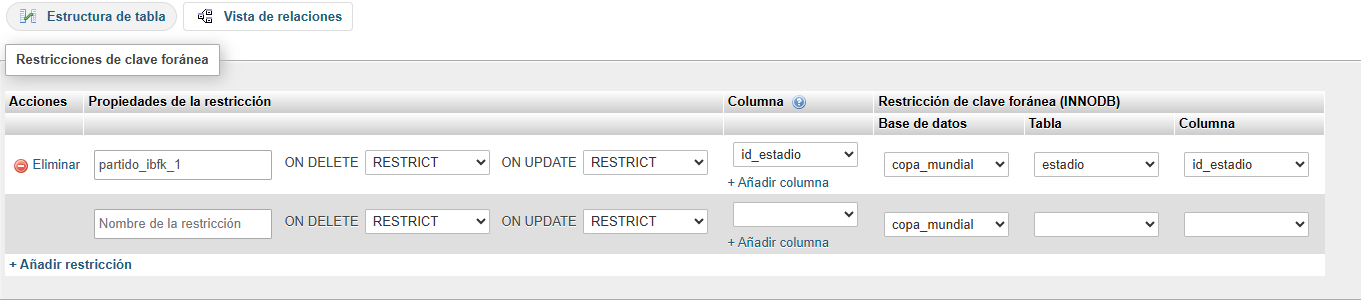 Estructura de tabla Vista de relaciones
Restricciones de clave foránea
Acciones Propiedades de la restricción Columna Restricción de clave foránea (INNODB)
Base de datos Tabla Columna
Eliminar partido_ibfk_1 ON DELETE RESTRICT ON UPDATE RESTRICT id_estadio copa_mundial estadio id_estadio
+ Añadir columna
Nombre de la restricción ON DELETE RESTRICT ON UPDATE RESTRICT copa_mundial
+ Añadir columna
+ Añadir restricción